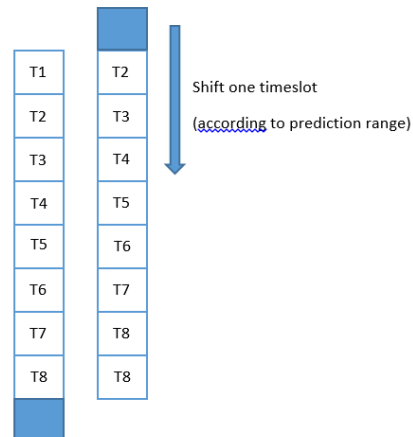 T1
T2
T3
T4
T5
T6
T7
T8
T2
T3
T4
T5
T6
T7
T8
T8
Shift one timeslot
(according to prediction range)